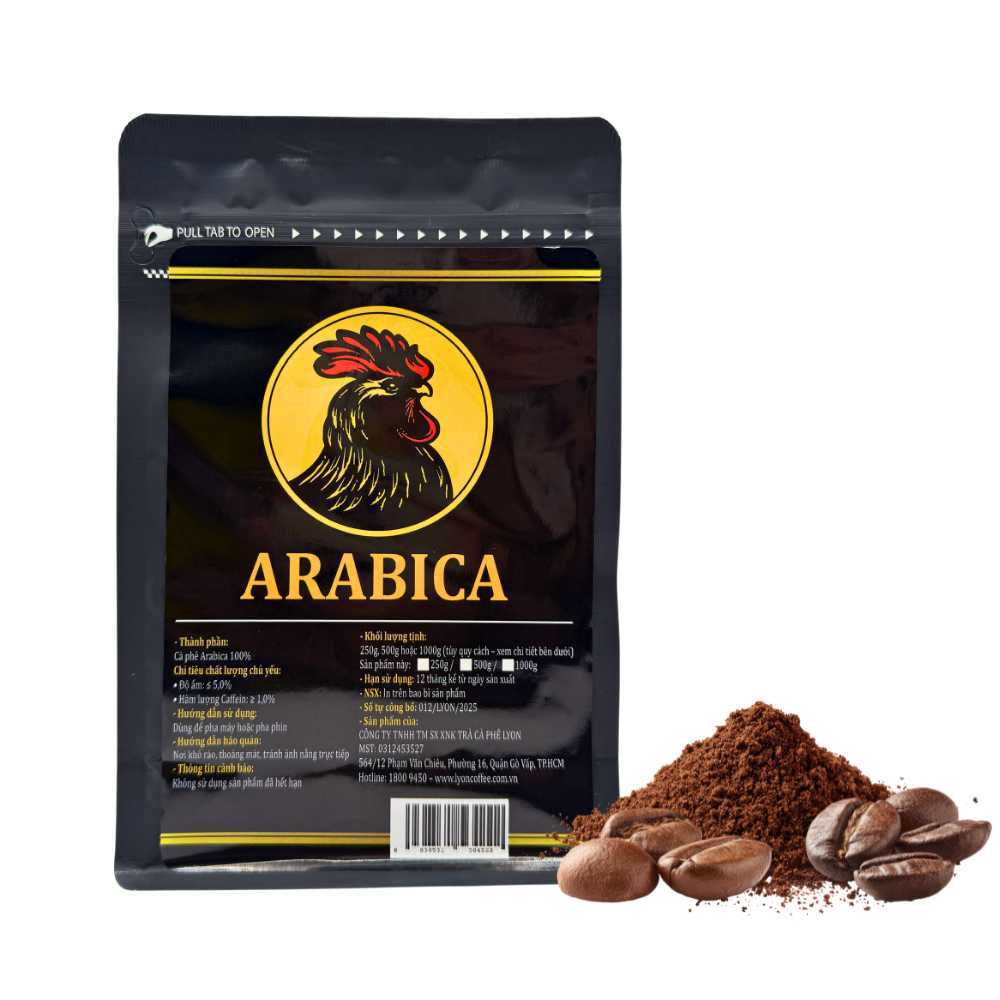 PULL TAB TO OPEN
ARABICA
- Thành phần:
Cà phê Arabica 100%
Chỉ tiêu chất lượng chủ yếu:
• Độ ẩm: ≤ 5,0%
• Hàm lượng Caffein: ≥ 1,0%
- Hướng dẫn sử dụng:
Dùng để pha máy hoặc pha phin
- Hướng dẫn bảo quản:
Nơi khô ráo, thoáng mát, tránh ánh nắng trực tiếp
- Thông tin cảnh báo:
Không sử dụng sản phẩm đã hết hạn
- Khối lượng tịnh:
250g, 500g hoặc 1000g (tùy quy cách – xem chi tiết bên dưới)
Sản phẩm này: 250g / 500g / 1000g
- Hạn sử dụng: 12 tháng kể từ ngày sản xuất
- NSX: In trên bao bì sản phẩm
- Số tự công bố: 012/LYON/2025
- Sản phẩm của:
CÔNG TY TNHH TM SX XNK TRÀ CÀ PHÊ LYON
MST: 0312453527
564/12 Phạm Văn Chiêu, Phường 16, Quận Gò Vấp, TP.HCM
Hotline: 1800 9450 – www.lyoncoffee.com.vn